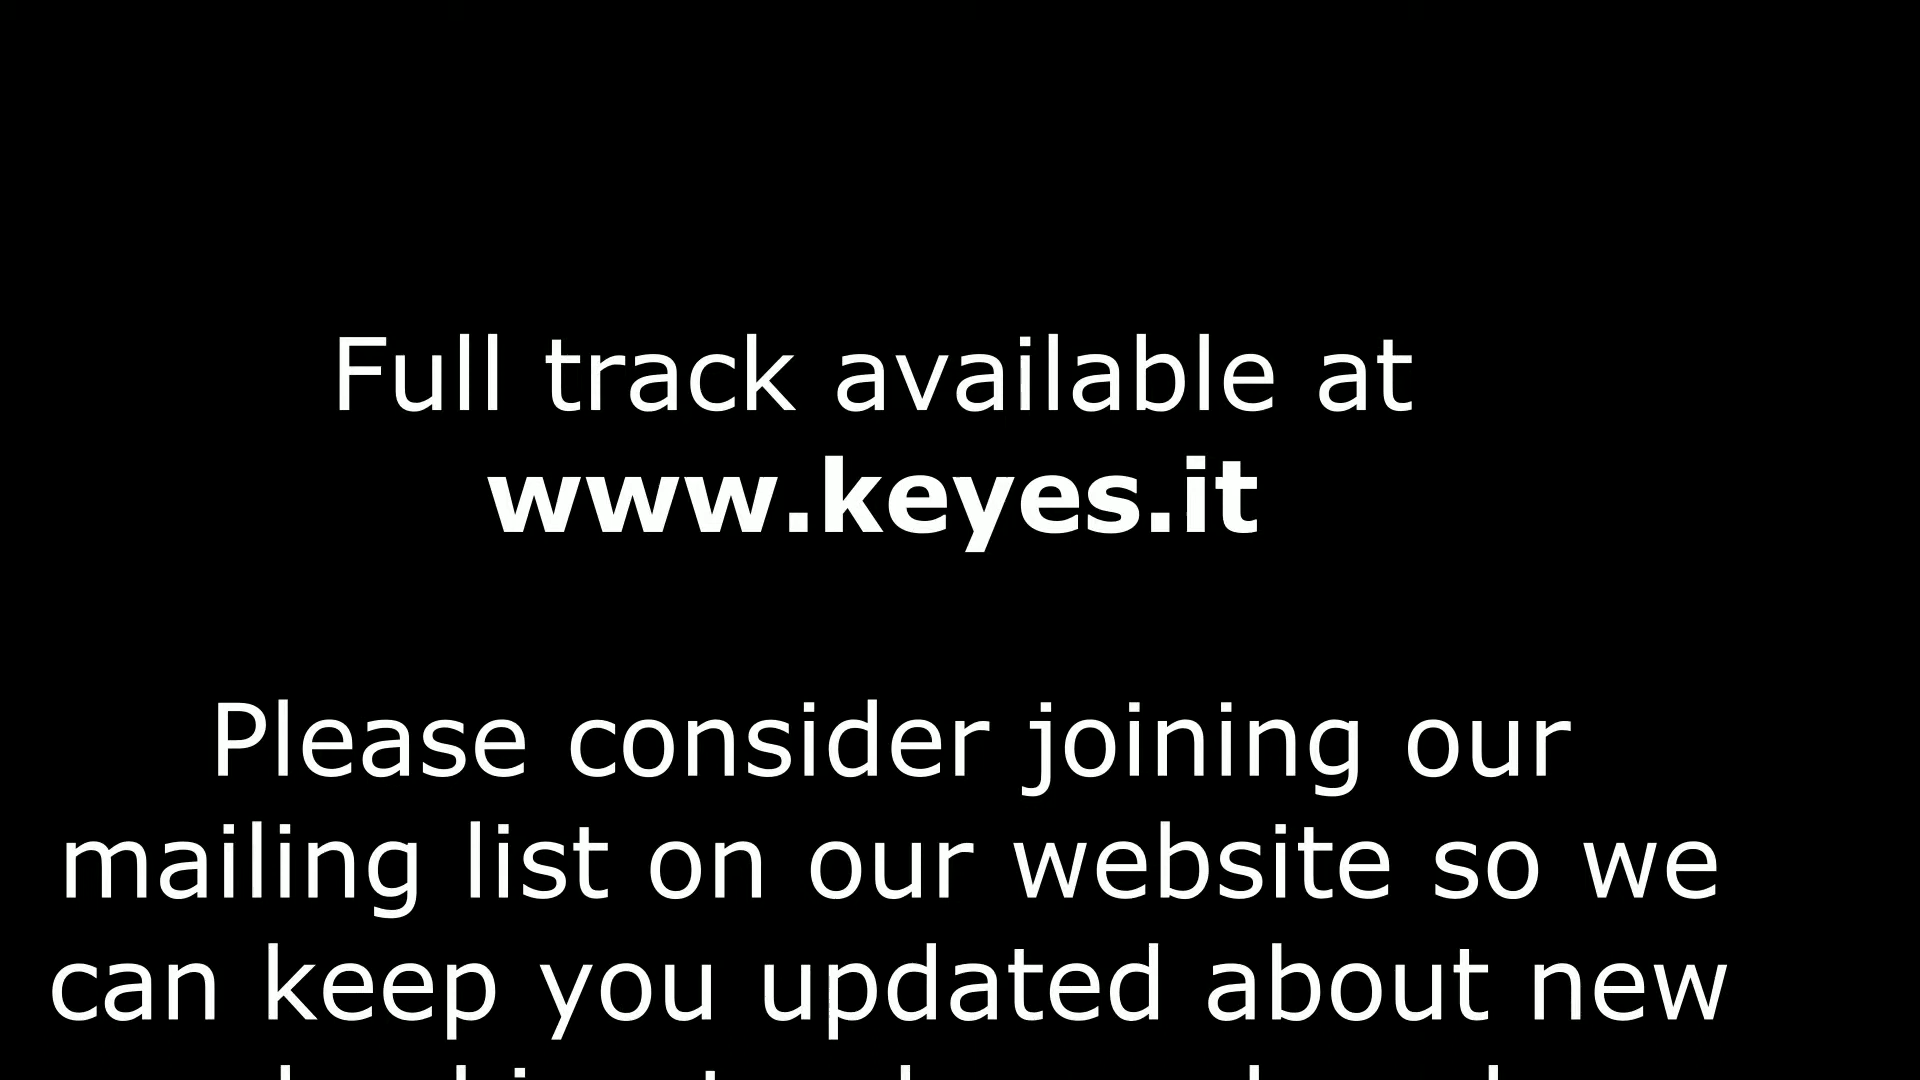 Full track available at
www.keyes.it
Please consider joining our
mailing list on our website so we
can keep you updated about new